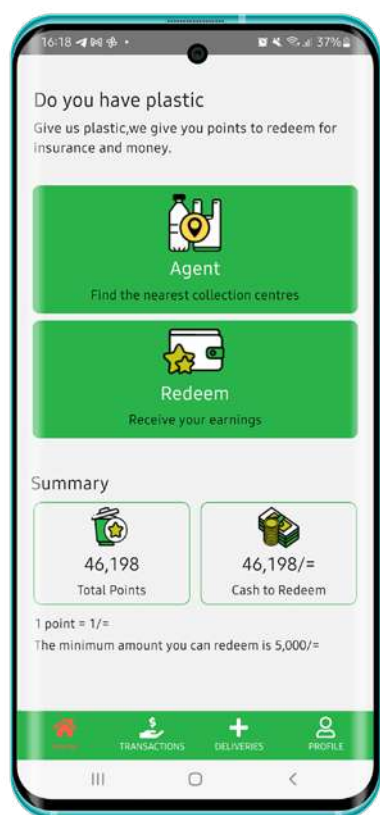 16:18
37%
Do you have plastic
Give us plastic,we give you points to redeem for
insurance and money.
Agent
Find the nearest collection centres
Redeem
Receive your earnings
Summary
46,198
Total Points
46,198/=
Cash to Redeem
1 point = 1/=
The minimum amount you can redeem is 5,000/=
TRANSACTIONS
DELIVERIES
PROFILE